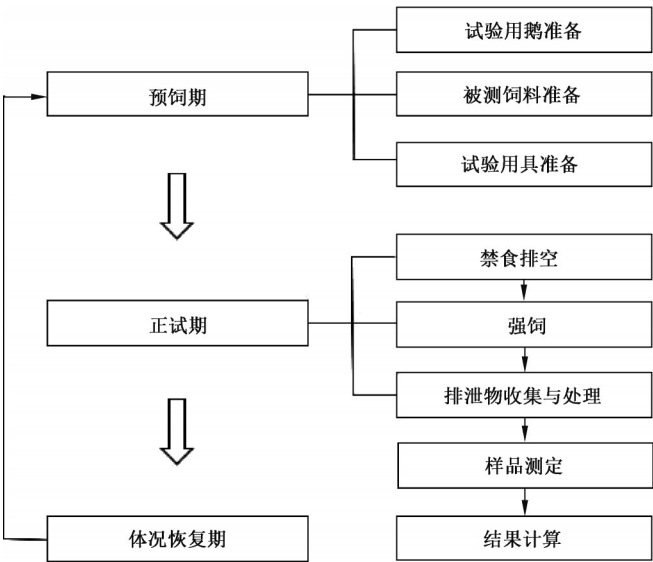 试验用鹅准备
预饲期
被测饲料准备
试验用具准备
禁食排空
正试期
强饲
排泄物收集与处理
样品测定
体况恢复期
结果计算